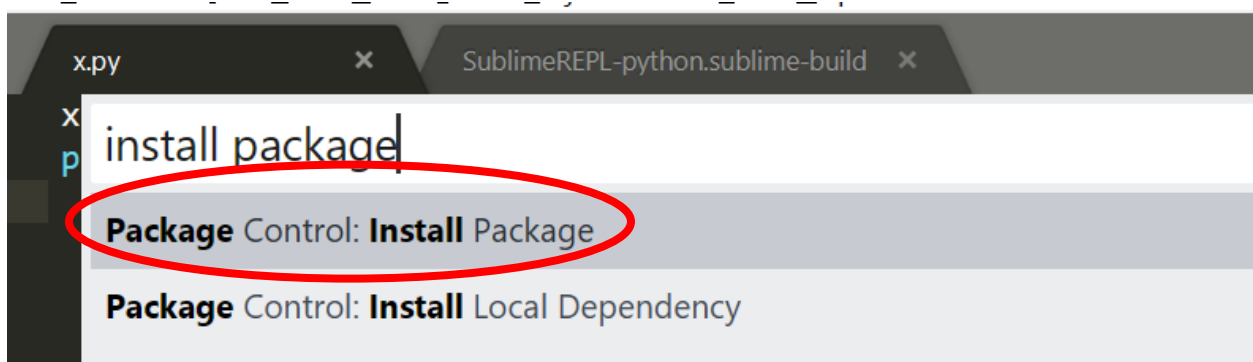 x.py × SublimeREPL-python.sublime-build ×
x
install package
p
Package Control: Install Package
Package Control: Install Local Dependency